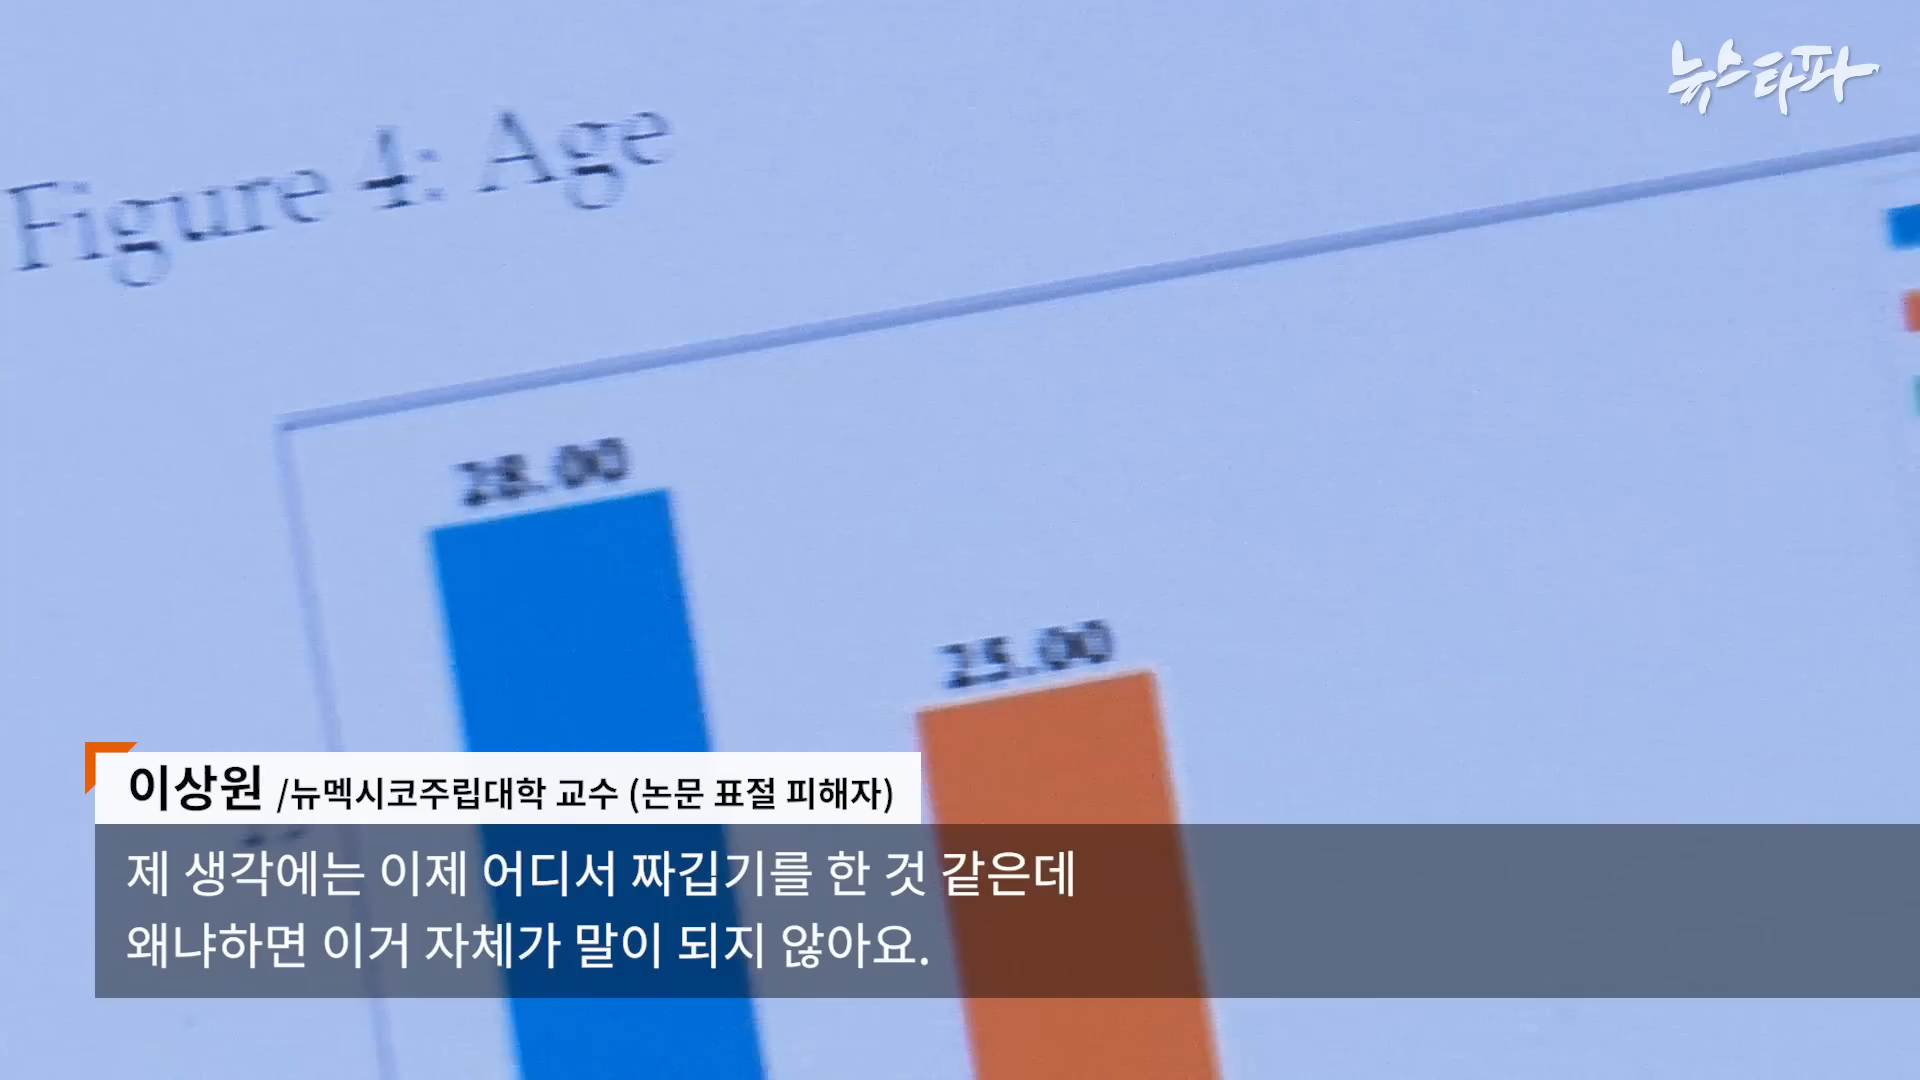 뉴스타파
Figure 4: Age
28.00
25.00
이상원 /뉴멕시코주립대학 교수 (논문 표절 피해자)
제 생각에는 이제 어디서 짜깁기를 한 것 같은데
왜냐하면 이거 자체가 말이 되지 않아요.